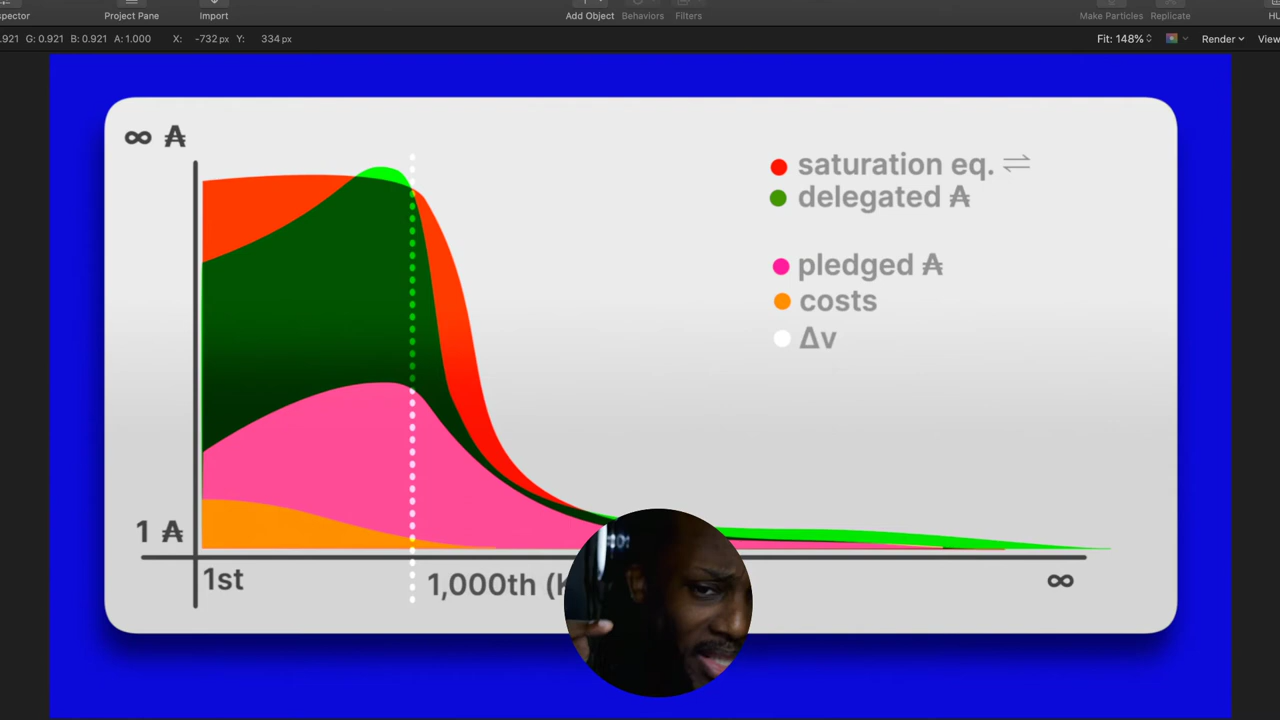 Project Pane
Import
Add Object
Behaviors
Filters
Make Particles
Replicate
G: 0.921 B: 0.921 A: 1.000 X: -732 px Y: 334 px
Fit: 148%
Render
View
∞ ₳
saturation eq. ⇌
delegated ₳
pledged ₳
costs
Δv
1 ₳
1st
1,000th
∞